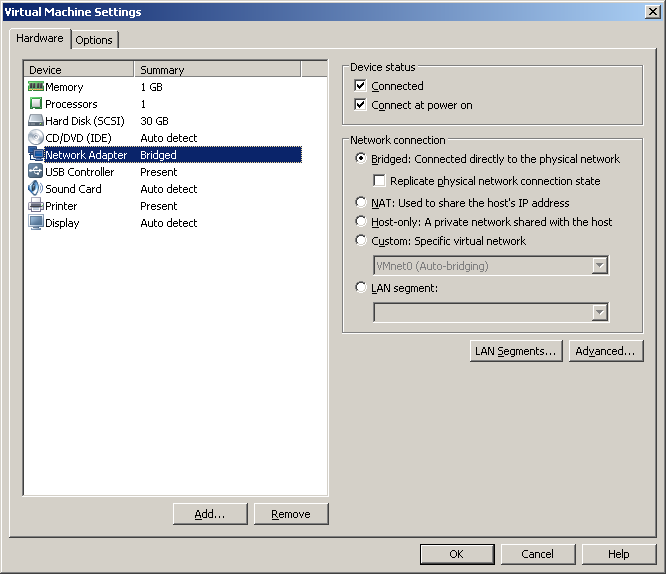 Virtual Machine Settings
Hardware
Options
Device Summary
Memory 1 GB
Processors 1
Hard Disk (SCSI) 30 GB
CD/DVD (IDE) Auto detect
Network Adapter Bridged
USB Controller Present
Sound Card Auto detect
Printer Present
Display Auto detect
Add...
Remove
Device status
Connected
Connect at power on
Network connection
Bridged: Connected directly to the physical network
Replicate physical network connection state
NAT: Used to share the host's IP address
Host-only: A private network shared with the host
Custom: Specific virtual network
VMnet0 (Auto-bridging)
LAN segment:
LAN Segments...
Advanced...
OK
Cancel
Help